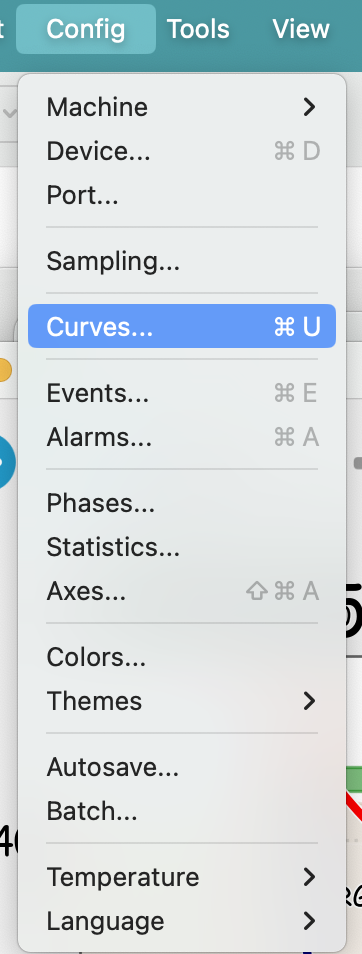 Config Tools View
Machine
Device... ⌘ D
Port...
Sampling...
Curves... ⌘ U
Events... ⌘ E
Alarms... ⌘ A
Phases...
Statistics...
Axes... ⇧ ⌘ A
Colors...
Themes
Autosave...
Batch...
Temperature
Language